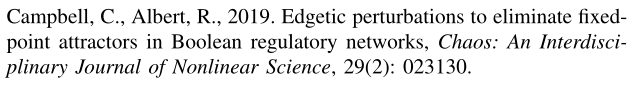 Campbell, C., Albert, R., 2019. Edgetic perturbations to eliminate fixed-
point attractors in Boolean regulatory networks, Chaos: An Interdisci-
plinary Journal of Nonlinear Science, 29(2): 023130.